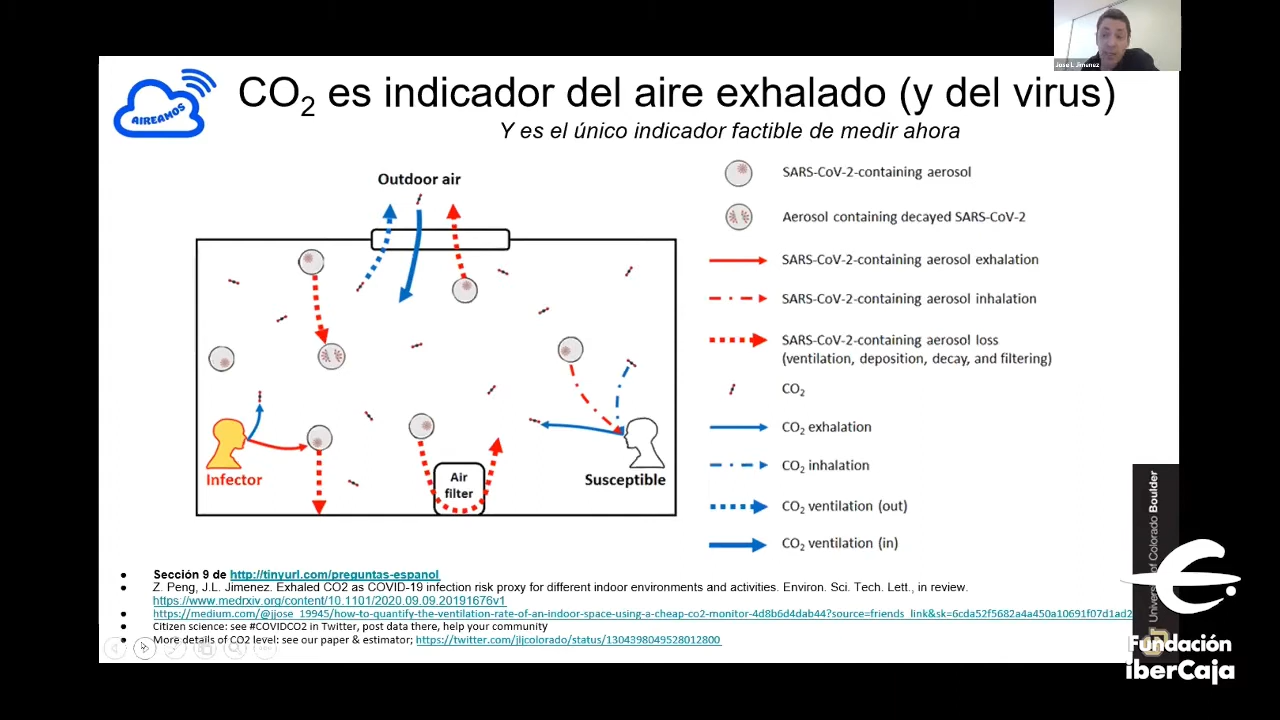 Jose L Jimenez
AIREAMOS
CO2 es indicador del aire exhalado (y del virus)
Y es el único indicador factible de medir ahora
Outdoor air
Infector
Air
filter
Susceptible
SARS-CoV-2-containing aerosol
Aerosol containing decayed SARS-CoV-2
SARS-CoV-2-containing aerosol exhalation
SARS-CoV-2-containing aerosol inhalation
SARS-CoV-2-containing aerosol loss
(ventilation, deposition, decay, and filtering)
CO2
CO2 exhalation
CO2 inhalation
CO2 ventilation (out)
CO2 ventilation (in)
• Sección 9 de http://tinyurl.com/preguntas-espanol
• Z. Peng, J.L. Jimenez. Exhaled CO2 as COVID-19 infection risk proxy for different indoor environments and activities. Environ. Sci. Tech. Lett., in review.
https://www.medrxiv.org/content/10.1101/2020.09.09.20191676v1
• https://medium.com/@jjose_19945/how-to-quantify-the-ventilation-rate-of-an-indoor-space-using-a-cheap-co2-monitor-4d8b6d4dab44?source=friends_link&sk=6cda52f5682a4a450a10691f07d1ad2
• Citizen science: see #COVIDCO2 in Twitter, post data there, help your community
• More details of CO2 level: see our paper & estimator; https://twitter.com/jljcolorado/status/1304398049528012800
of Colorado Boulder
Fundación
iberCaja